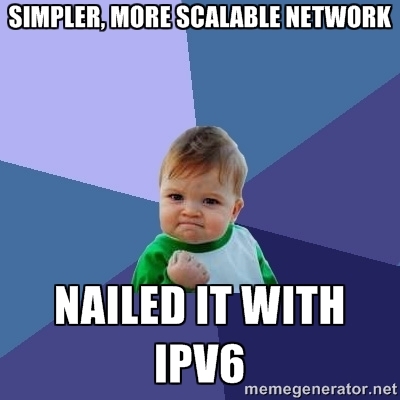 SIMPLER, MORE SCALABLE NETWORK
NAILED IT WITH
IPV6
memegenerator.net